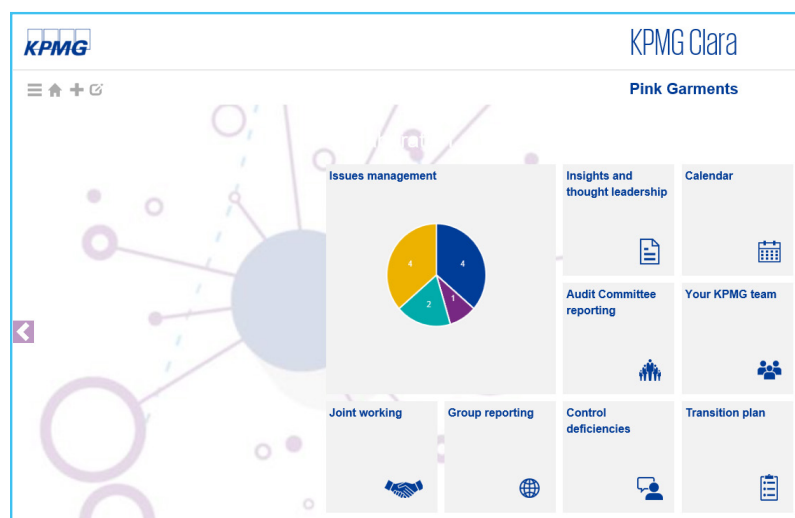 KPMG
KPMG Clara
Pink Garments
Issues management
4
4
2
1
Insights and
thought leadership
Calendar
Audit Committee
reporting
Your KPMG team
Joint working
Group reporting
Control
deficiencies
Transition plan